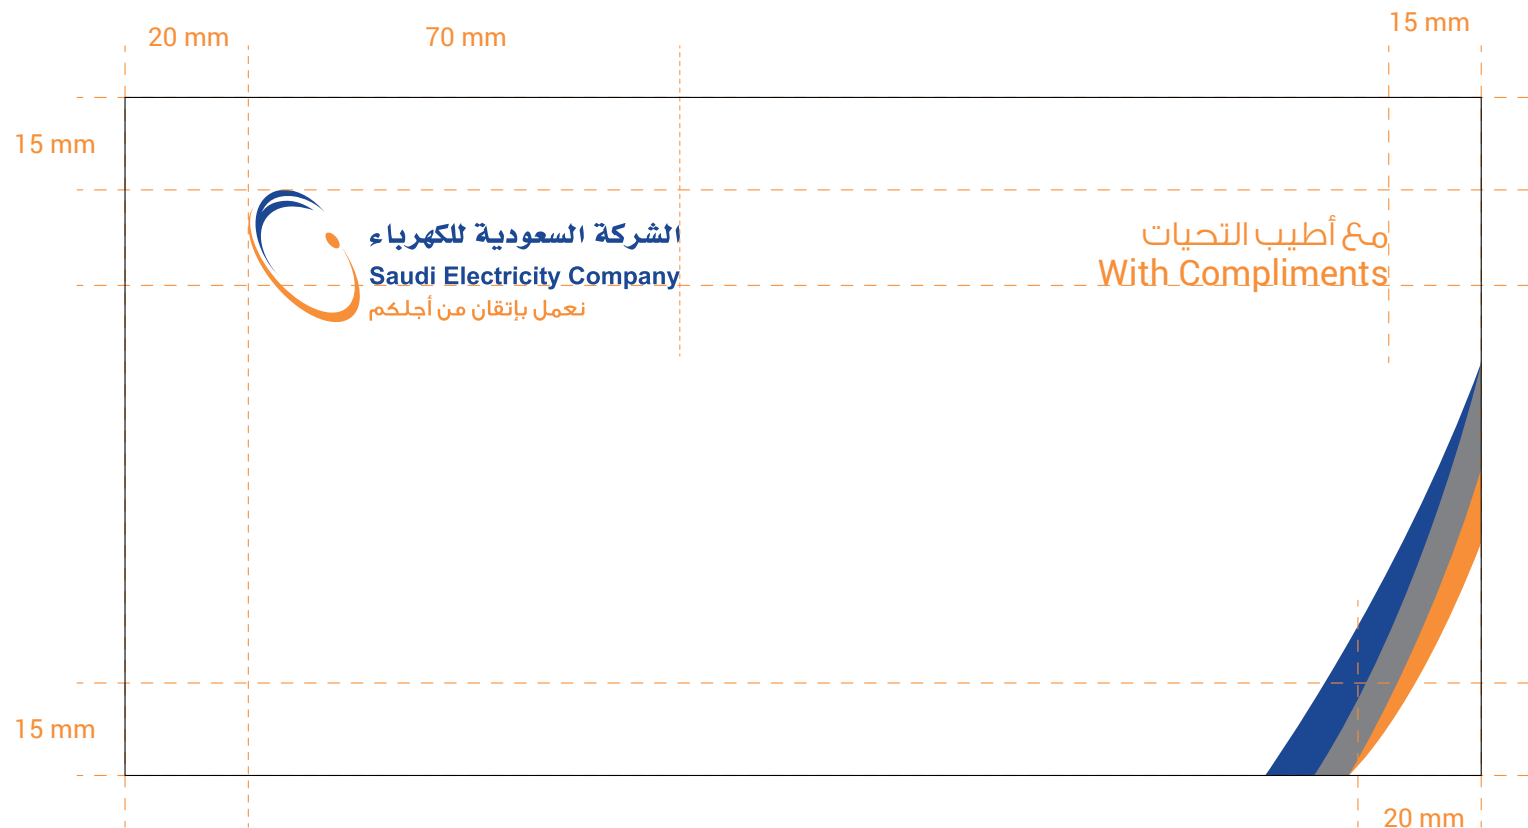 20 mm
70 mm
15 mm
15 mm
الشركة السعودية للكهرباء
Saudi Electricity Company
نعمل بإتقان من أجلكم
مع أطيب التحيات
With Compliments
15 mm
20 mm